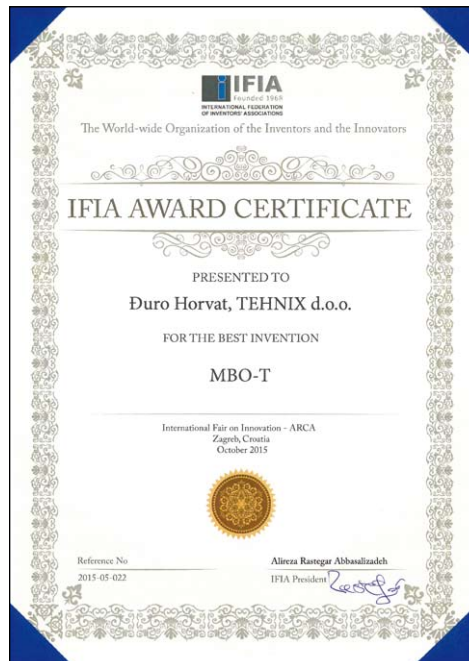 IFIA
Founded 1968
INTERNATIONAL FEDERATION
OF INVENTORS' ASSOCIATIONS
The World-wide Organization of the Inventors and the Innovators
IFIA AWARD CERTIFICATE
PRESENTED TO
Đuro Horvat, TEHNIX d.o.o.
FOR THE BEST INVENTION
MBO-T
International Fair on Innovation - ARCA
Zagreb, Croatia
October 2015
Reference No
2015-05-022
Alireza Rastegar Abbasalizadeh
IFIA President